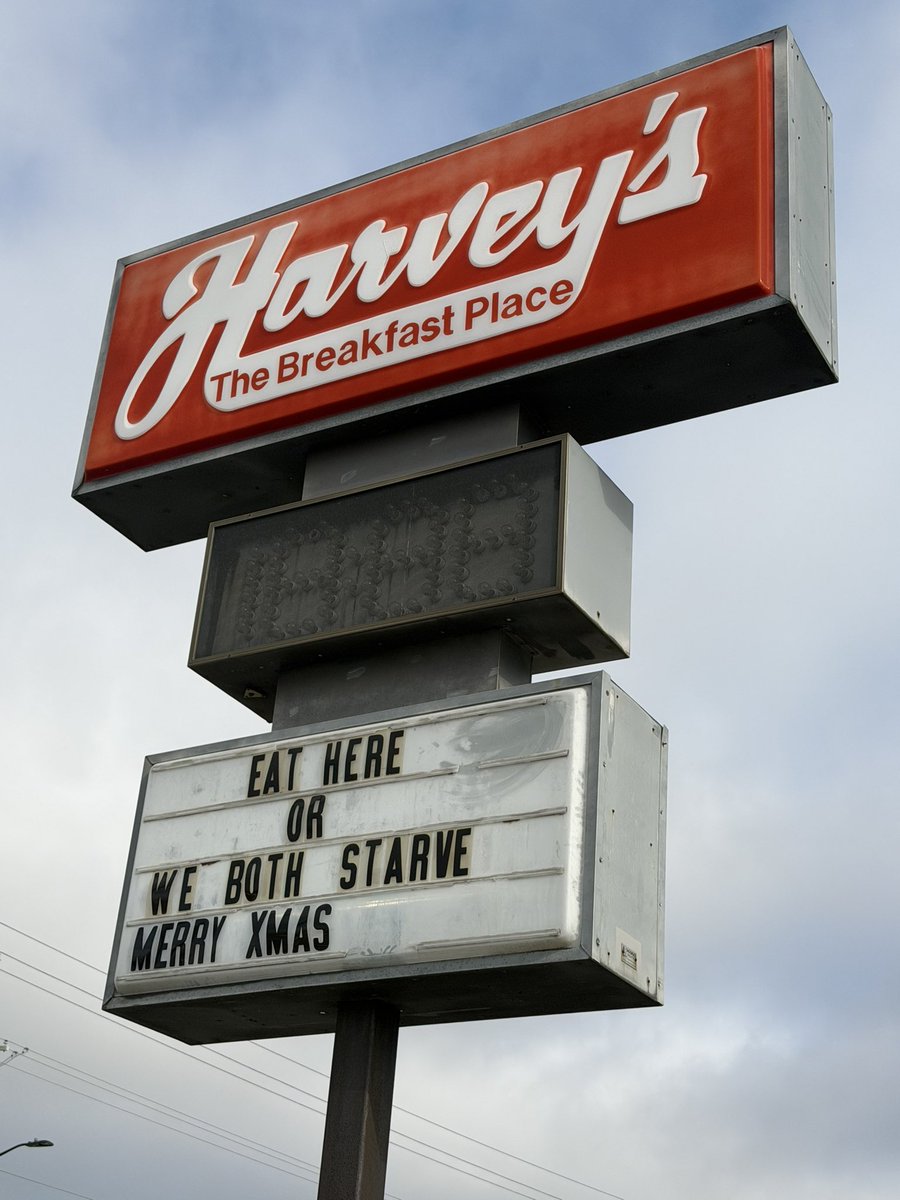 Harvey's
The Breakfast Place
EAT HERE
OR
WE BOTH STARVE
MERRY XMAS